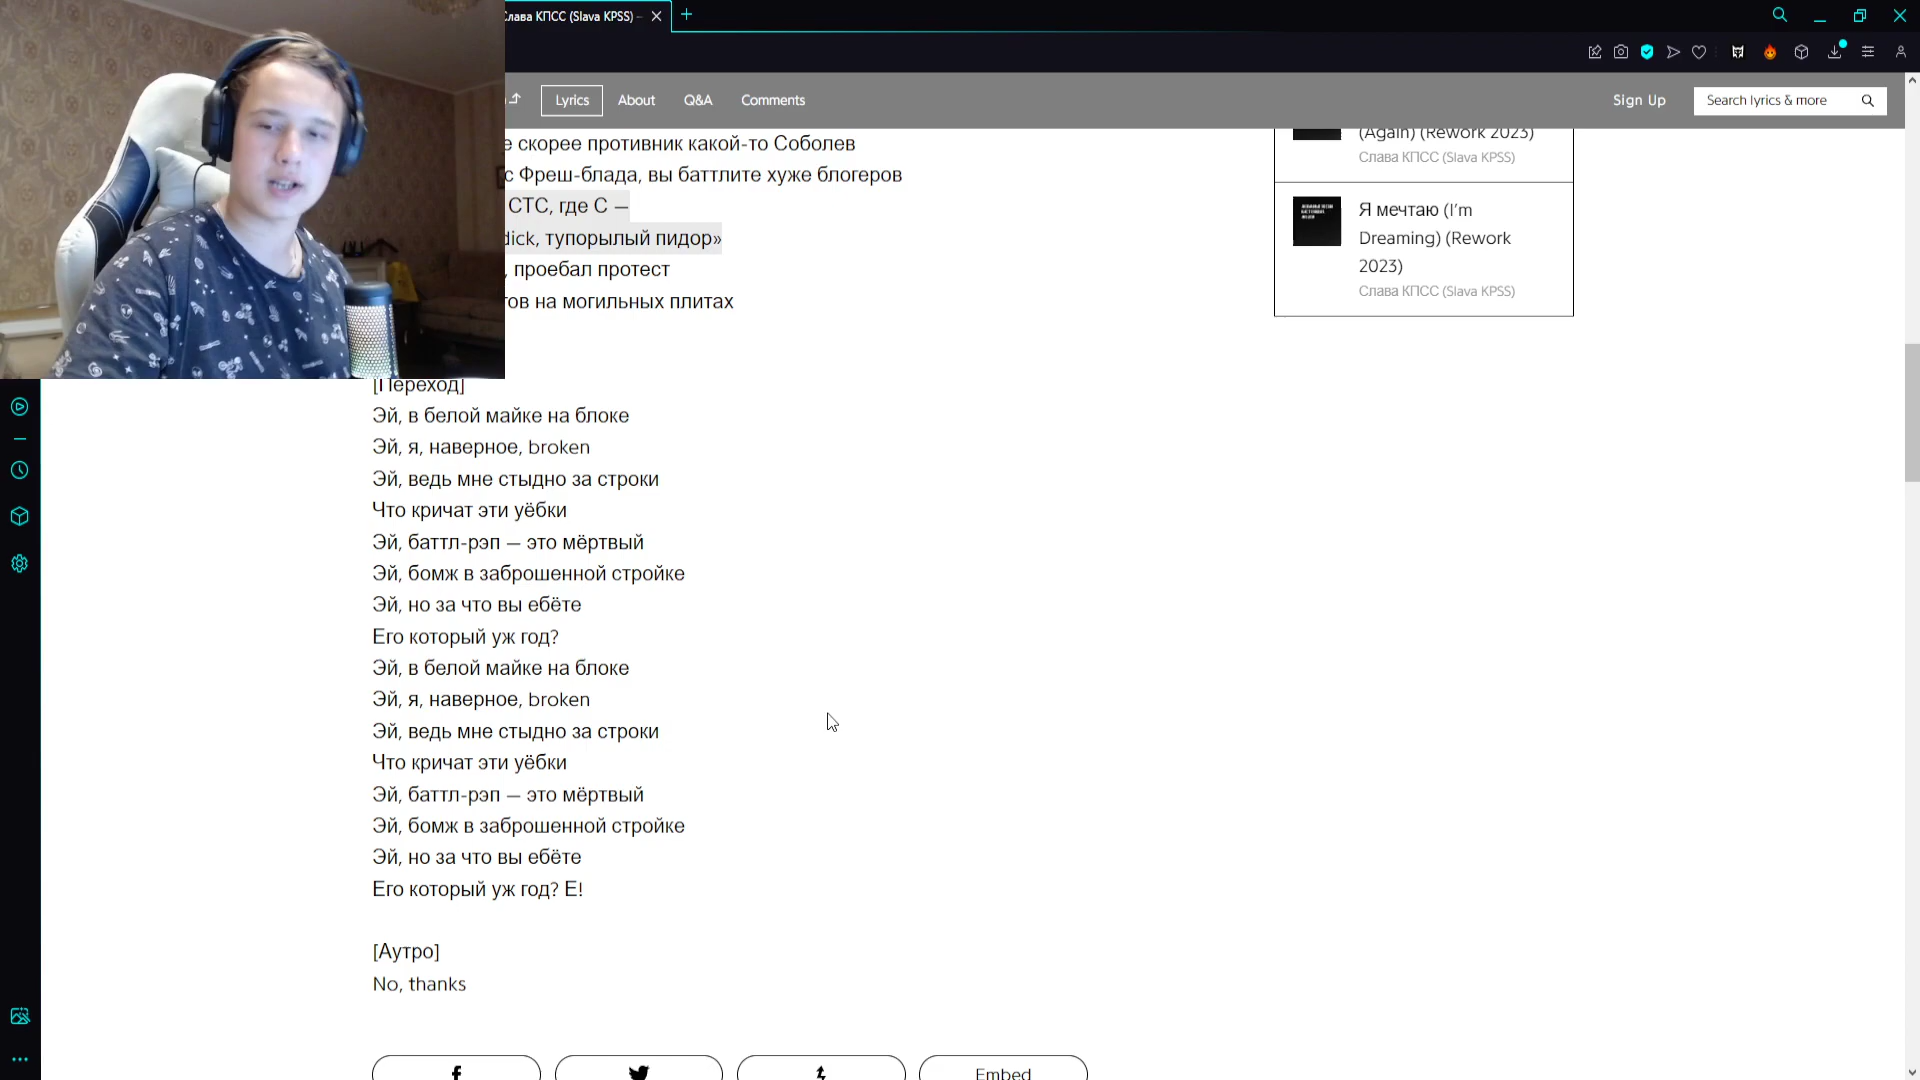 Слава КПСС (Slava KPSS) –
Lyrics
About
Q&A
Comments
Sign Up
Search lyrics & more
скорее противник какой-то Соболев
с Фреш-блада, вы баттлите хуже блогеров
СТС, где С —
dick, тупорылый пидор»
, проебал протест
на могильных плитах
[Переход]
Эй, в белой майке на блоке
Эй, я, наверное, broken
Эй, ведь мне стыдно за строки
Что кричат эти уёбки
Эй, баттл-рэп — это мёртвый
Эй, бомж в заброшенной стройке
Эй, но за что вы ебёте
Его который уж год?
Эй, в белой майке на блоке
Эй, я, наверное, broken
Эй, ведь мне стыдно за строки
Что кричат эти уёбки
Эй, баттл-рэп — это мёртвый
Эй, бомж в заброшенной стройке
Эй, но за что вы ебёте
Его который уж год? Е!
[Аутро]
No, thanks
Embed
(Again) (Rework 2023)
Слава КПСС (Slava KPSS)
Я мечтаю (I'm
Dreaming) (Rework
2023)
Слава КПСС (Slava KPSS)